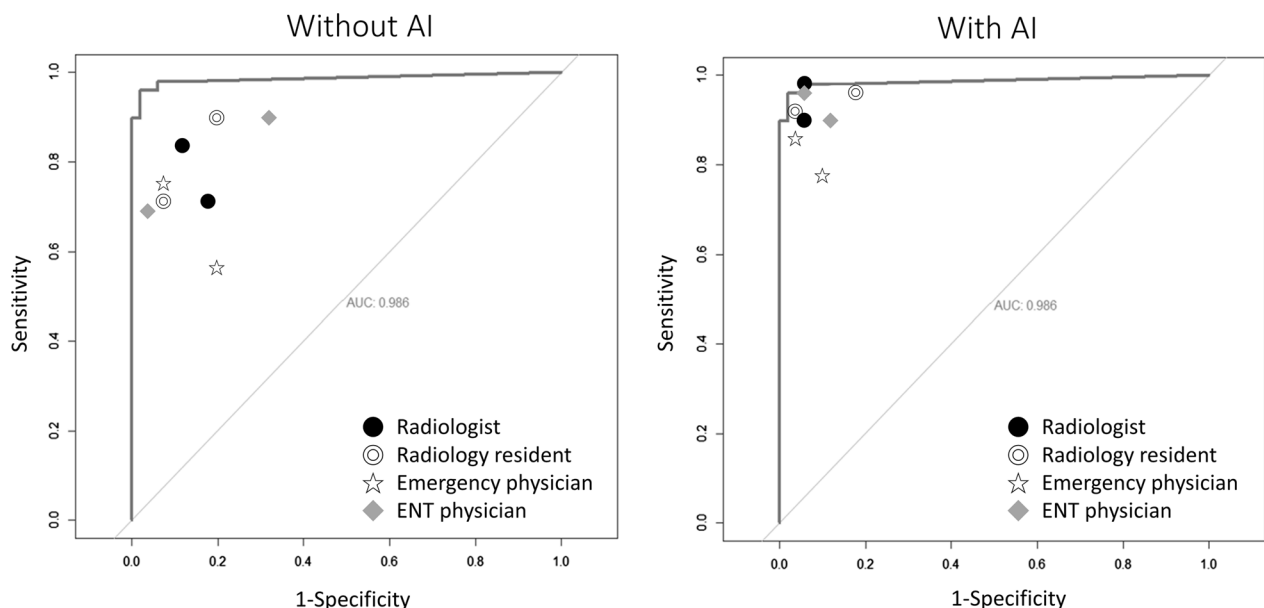 Without AI
1.0
0.8
0.6
0.4
0.2
0.0
Sensitivity
AUC: 0.986
Radiologist
Radiology resident
Emergency physician
ENT physician
0.0 0.2 0.4 0.6 0.8 1.0
1-Specificity
With AI
1.0
0.8
0.6
0.4
0.2
0.0
Sensitivity
AUC: 0.986
Radiologist
Radiology resident
Emergency physician
ENT physician
0.0 0.2 0.4 0.6 0.8 1.0
1-Specificity